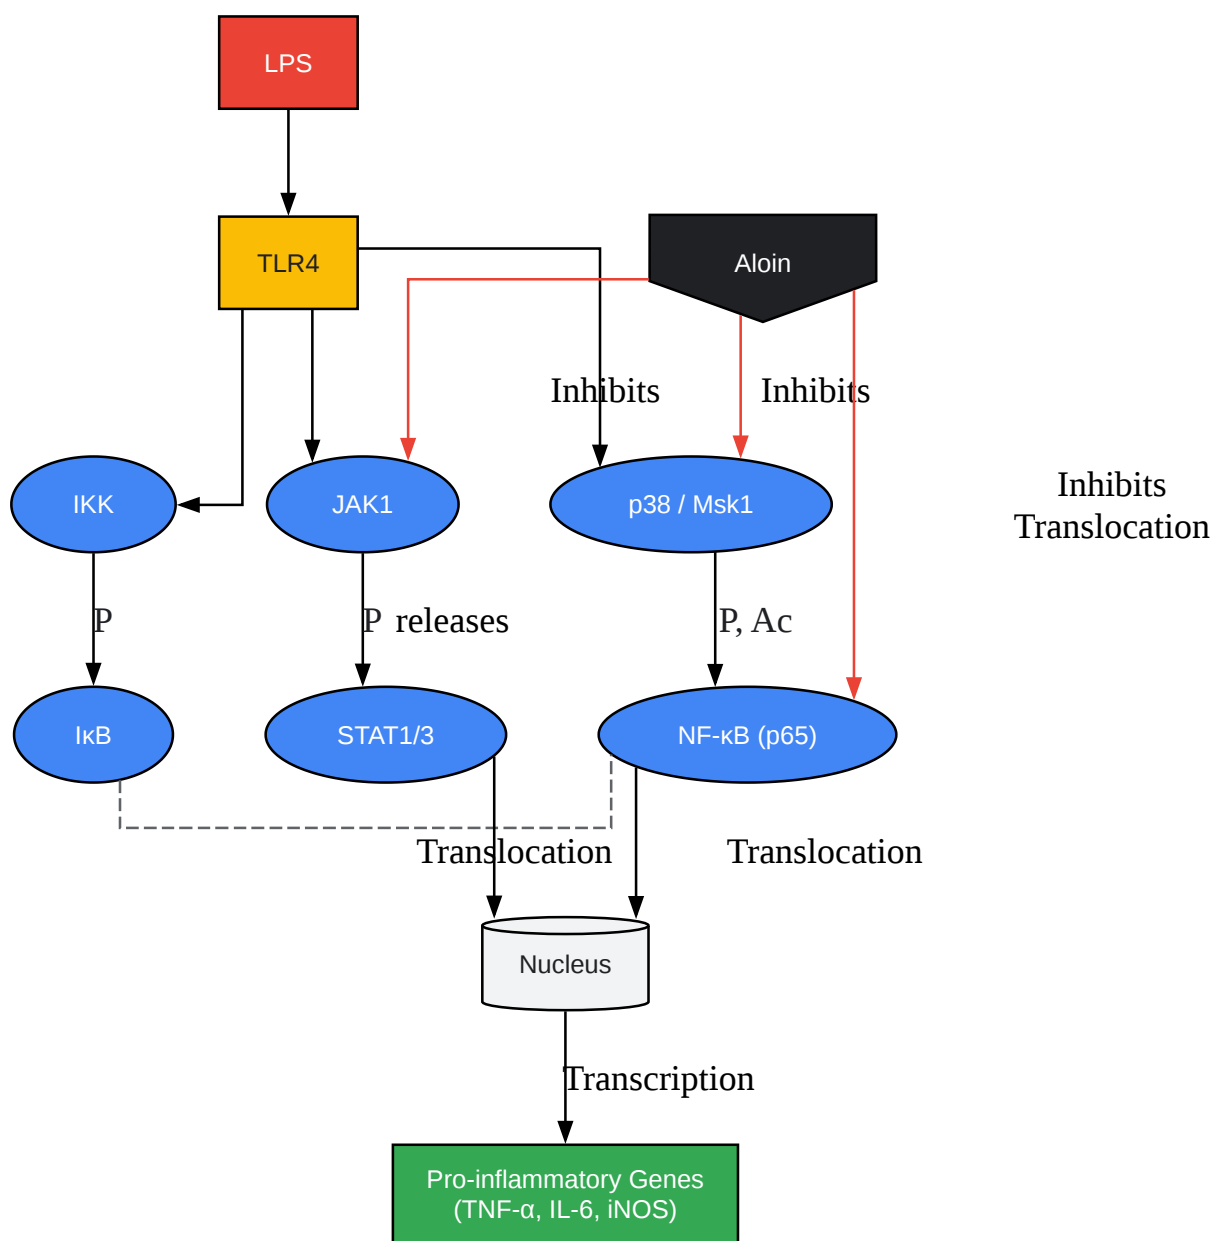 LPS
TLR4
Aloin
Inhibits
Inhibits
Inhibits
Translocation
IKK
JAK1
p38 / Msk1
P
P
releases
P, Ac
IκB
STAT1/3
NF-κB (p65)
Translocation
Translocation
Nucleus
Transcription
Pro-inflammatory Genes
(TNF-α, IL-6, iNOS)